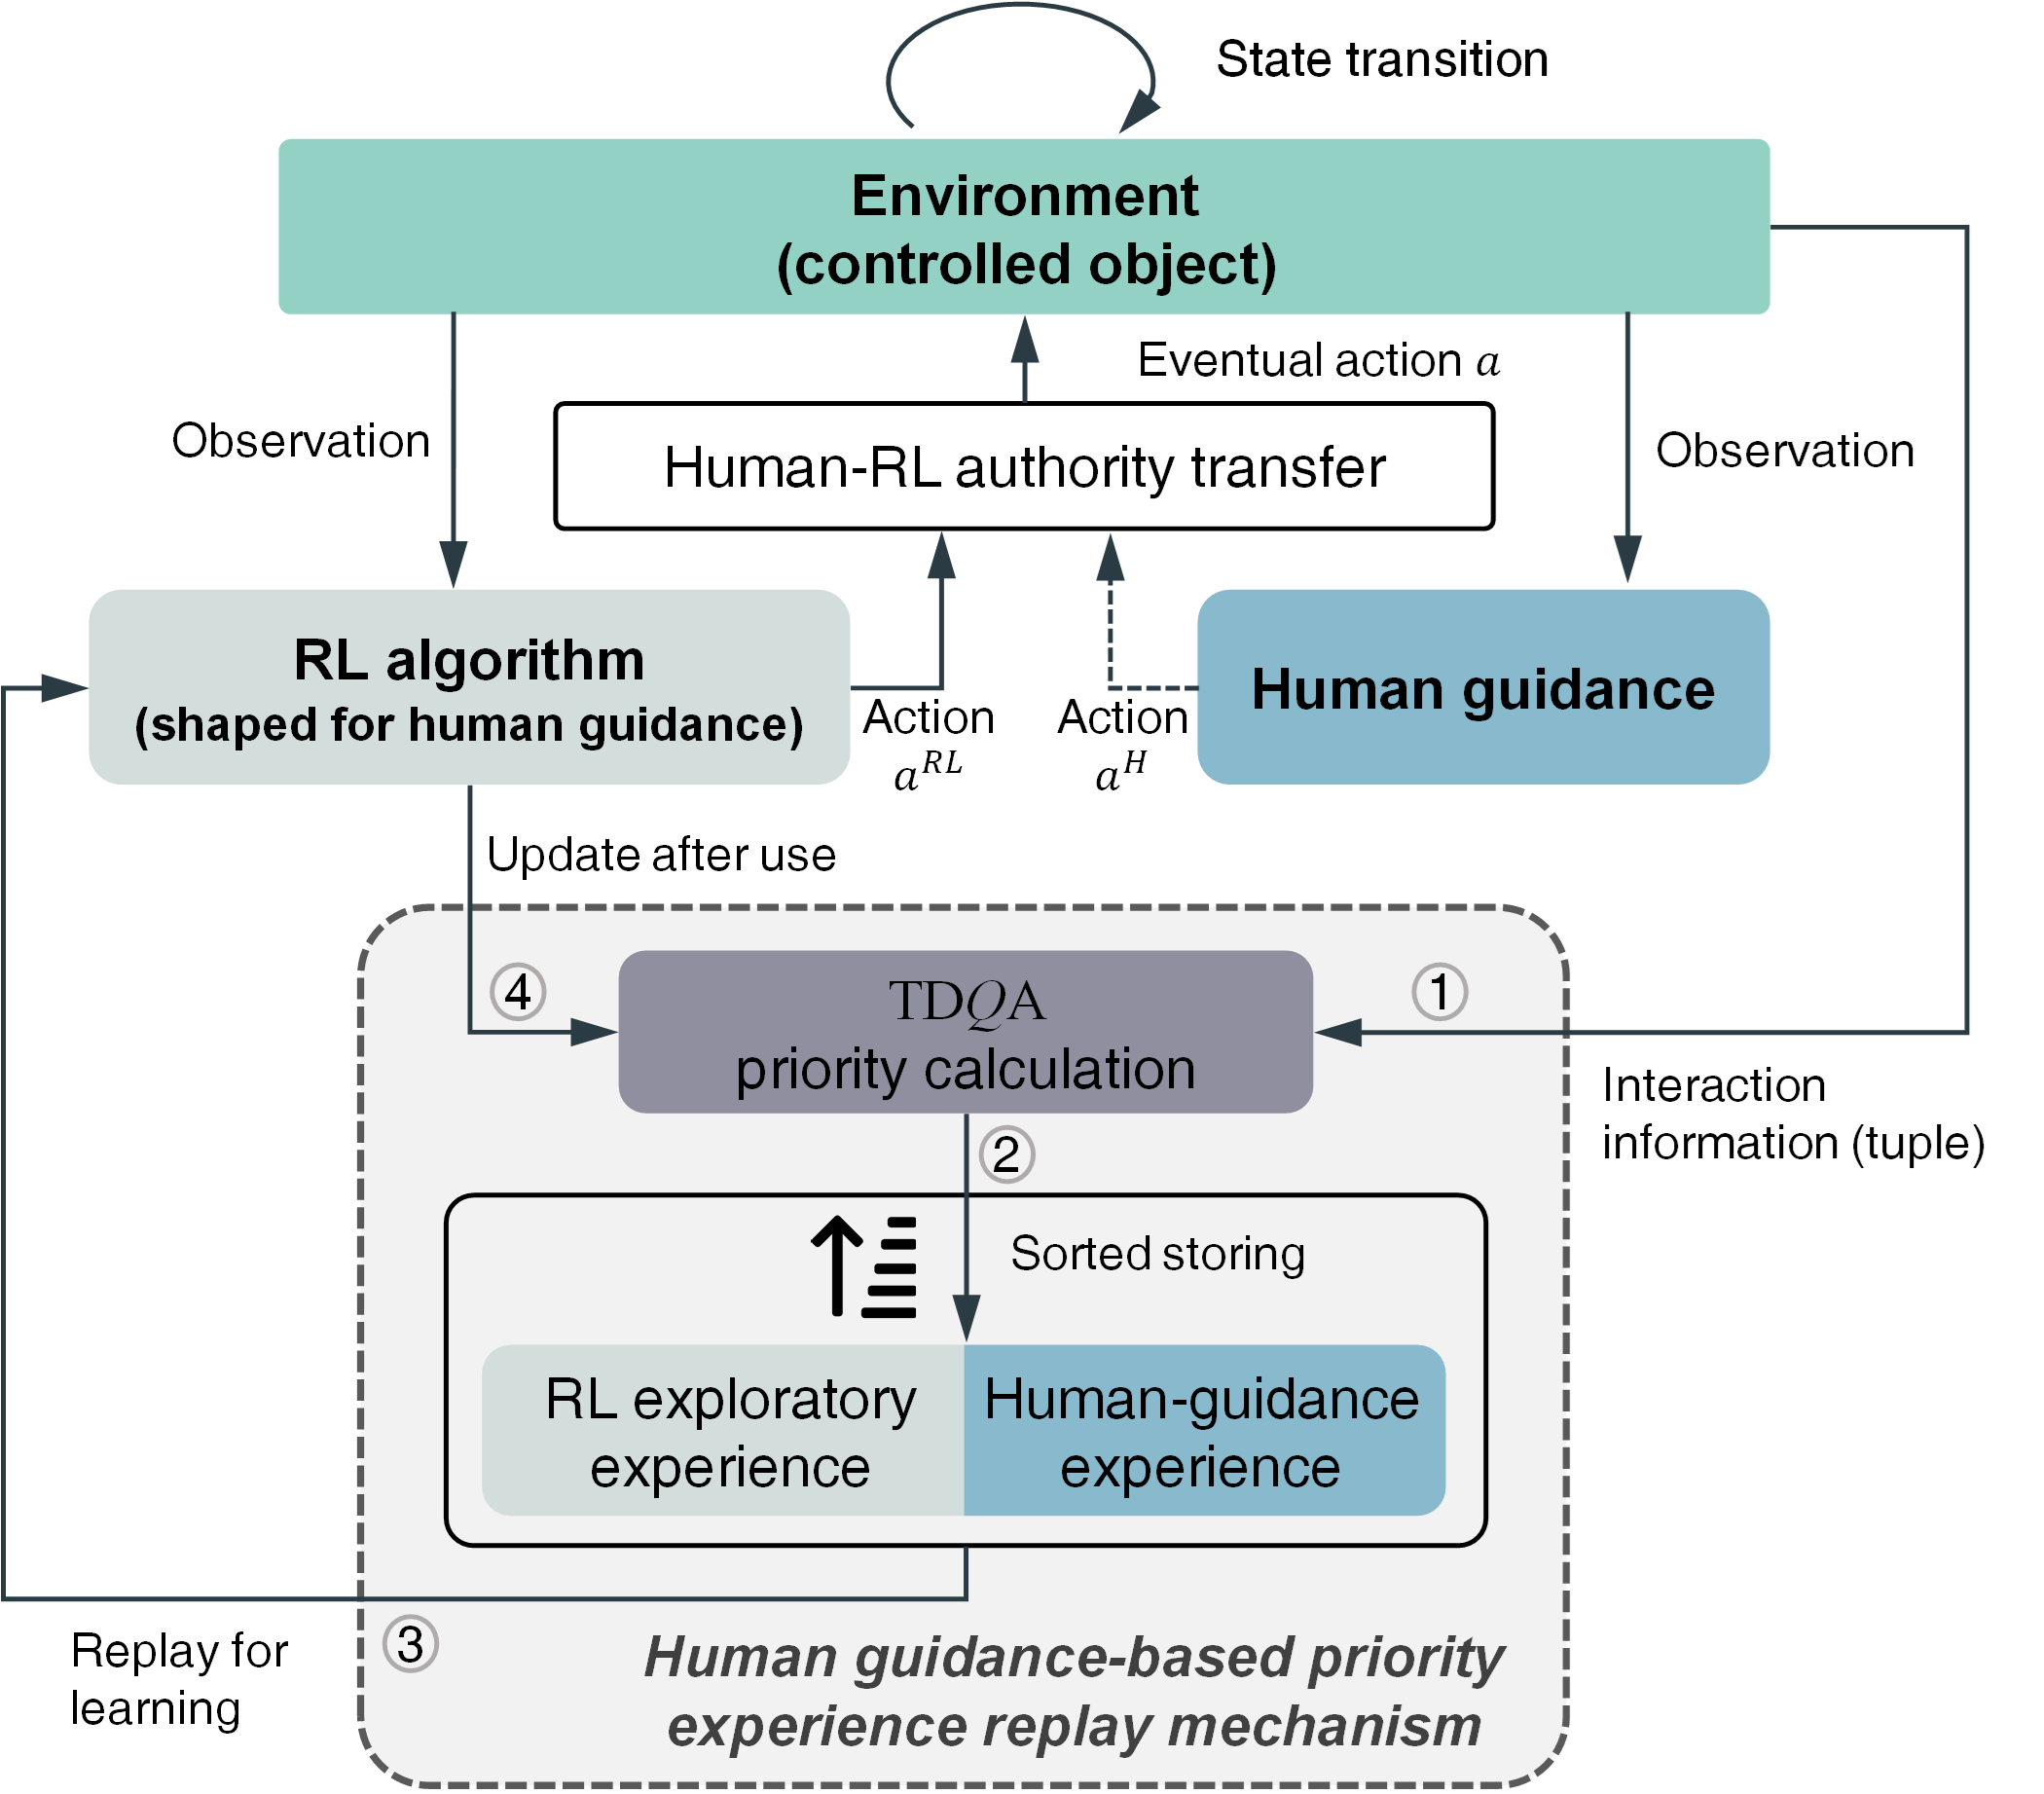 State transition
Environment
(controlled object)
Eventual action a
Observation
Human-RL authority transfer
Observation
RL algorithm
(shaped for human guidance)
Action
a^{RL}
Action
a^{H}
Human guidance
Update after use
④
TDQA
priority calculation
①
Interaction
information (tuple)
②
Sorted storing
RL exploratory
experience
Human-guidance
experience
Replay for
learning
③
Human guidance-based priority
experience replay mechanism